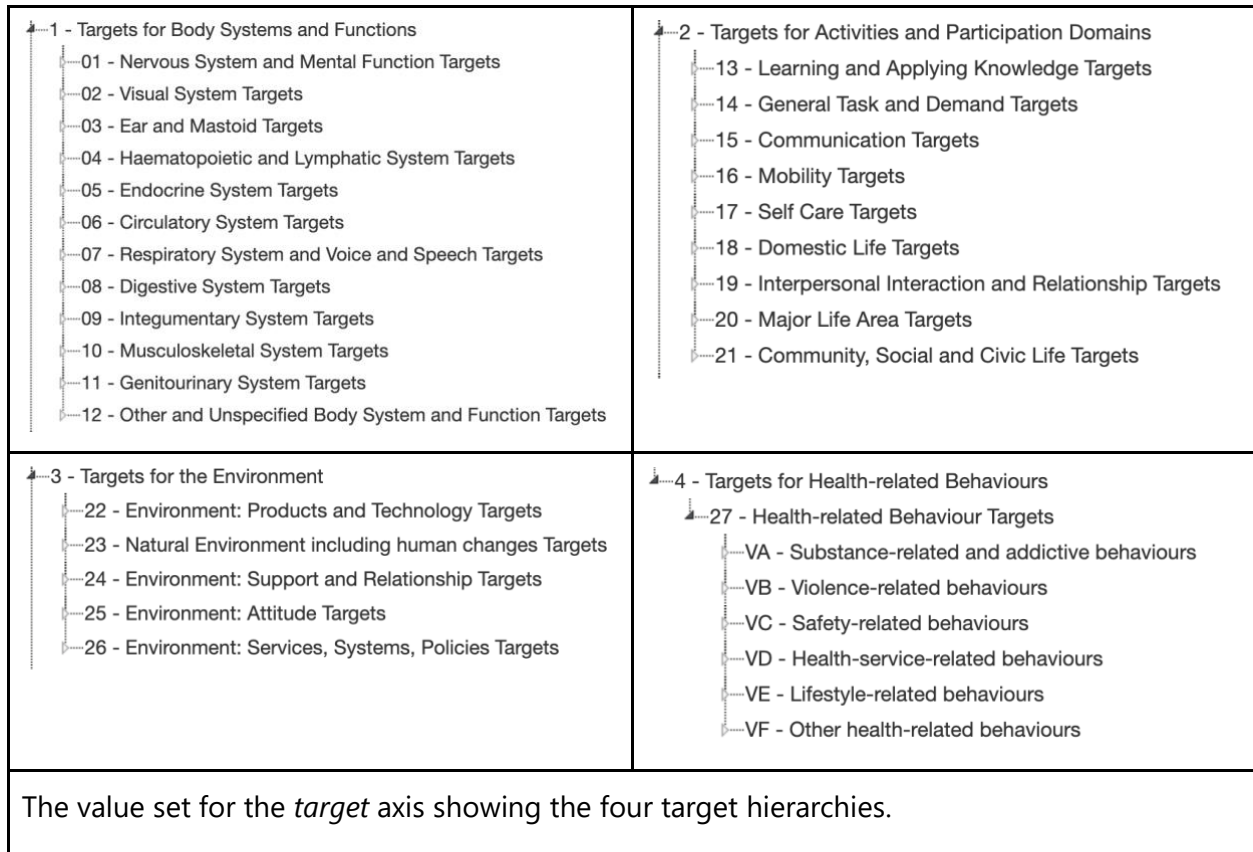 1 - Targets for Body Systems and Functions
01 - Nervous System and Mental Function Targets
02 - Visual System Targets
03 - Ear and Mastoid Targets
04 - Haematopoietic and Lymphatic System Targets
05 - Endocrine System Targets
06 - Circulatory System Targets
07 - Respiratory System and Voice and Speech Targets
08 - Digestive System Targets
09 - Integumentary System Targets
10 - Musculoskeletal System Targets
11 - Genitourinary System Targets
12 - Other and Unspecified Body System and Function Targets
2 - Targets for Activities and Participation Domains
13 - Learning and Applying Knowledge Targets
14 - General Task and Demand Targets
15 - Communication Targets
16 - Mobility Targets
17 - Self Care Targets
18 - Domestic Life Targets
19 - Interpersonal Interaction and Relationship Targets
20 - Major Life Area Targets
21 - Community, Social and Civic Life Targets
3 - Targets for the Environment
22 - Environment: Products and Technology Targets
23 - Natural Environment including human changes Targets
24 - Environment: Support and Relationship Targets
25 - Environment: Attitude Targets
26 - Environment: Services, Systems, Policies Targets
4 - Targets for Health-related Behaviours
27 - Health-related Behaviour Targets
VA - Substance-related and addictive behaviours
VB - Violence-related behaviours
VC - Safety-related behaviours
VD - Health-service-related behaviours
VE - Lifestyle-related behaviours
VF - Other health-related behaviours
The value set for the target axis showing the four target hierarchies.